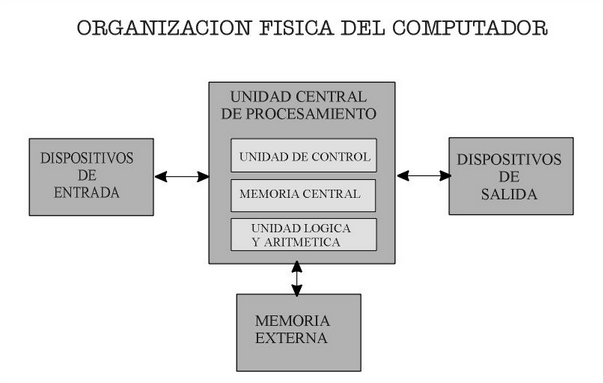 ORGANIZACION FISICA DEL COMPUTADOR
UNIDAD CENTRAL
DE PROCESAMIENTO
UNIDAD DE CONTROL
MEMORIA CENTRAL
UNIDAD LOGICA
Y ARITMETICA
DISPOSITIVOS
DE
ENTRADA
DISPOSITIVOS
DE
SALIDA
MEMORIA
EXTERNA